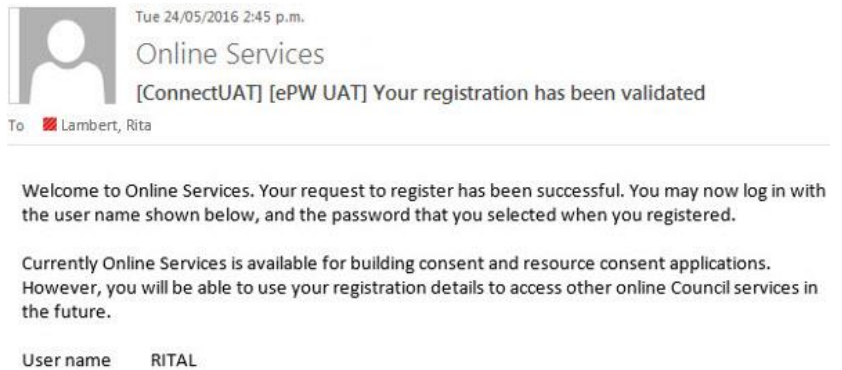 Tue 24/05/2016 2:45 p.m.
Online Services
[ConnectUAT] [ePW UAT] Your registration has been validated
To Lambert, Rita
Welcome to Online Services. Your request to register has been successful. You may now log in with
the user name shown below, and the password that you selected when you registered.
Currently Online Services is available for building consent and resource consent applications.
However, you will be able to use your registration details to access other online Council services in
the future.
User name RITAL